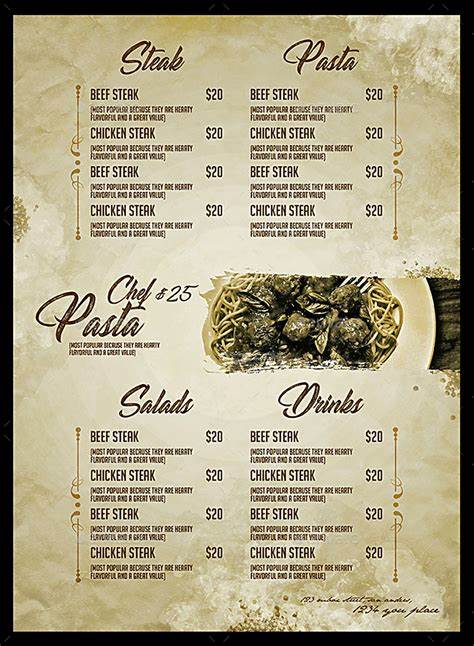 Steak
BEEF STEAK $20
(MOST POPULAR BECAUSE THEY ARE HEARTY
FLAVORFUL AND A GREAT VALUE)
CHICKEN STEAK $20
(MOST POPULAR BECAUSE THEY ARE HEARTY
FLAVORFUL AND A GREAT VALUE)
BEEF STEAK $20
(MOST POPULAR BECAUSE THEY ARE HEARTY
FLAVORFUL AND A GREAT VALUE)
CHICKEN STEAK $20
(MOST POPULAR BECAUSE THEY ARE HEARTY
FLAVORFUL AND A GREAT VALUE)
Pasta
BEEF STEAK $20
(MOST POPULAR BECAUSE THEY ARE HEARTY
FLAVORFUL AND A GREAT VALUE)
CHICKEN STEAK $20
(MOST POPULAR BECAUSE THEY ARE HEARTY
FLAVORFUL AND A GREAT VALUE)
BEEF STEAK $20
(MOST POPULAR BECAUSE THEY ARE HEARTY
FLAVORFUL AND A GREAT VALUE)
CHICKEN STEAK $20
(MOST POPULAR BECAUSE THEY ARE HEARTY
FLAVORFUL AND A GREAT VALUE)
Chef $25
Pasta
(MOST POPULAR BECAUSE THEY ARE HEARTY
FLAVORFUL AND A GREAT VALUE)
Salads
BEEF STEAK $20
(MOST POPULAR BECAUSE THEY ARE HEARTY
FLAVORFUL AND A GREAT VALUE)
CHICKEN STEAK $20
(MOST POPULAR BECAUSE THEY ARE HEARTY
FLAVORFUL AND A GREAT VALUE)
BEEF STEAK $20
(MOST POPULAR BECAUSE THEY ARE HEARTY
FLAVORFUL AND A GREAT VALUE)
CHICKEN STEAK $20
(MOST POPULAR BECAUSE THEY ARE HEARTY
FLAVORFUL AND A GREAT VALUE)
Drinks
BEEF STEAK $20
(MOST POPULAR BECAUSE THEY ARE HEARTY
FLAVORFUL AND A GREAT VALUE)
CHICKEN STEAK $20
(MOST POPULAR BECAUSE THEY ARE HEARTY
FLAVORFUL AND A GREAT VALUE)
BEEF STEAK $20
(MOST POPULAR BECAUSE THEY ARE HEARTY
FLAVORFUL AND A GREAT VALUE)
CHICKEN STEAK $20
(MOST POPULAR BECAUSE THEY ARE HEARTY
FLAVORFUL AND A GREAT VALUE)
street, san andres,
1234 you place